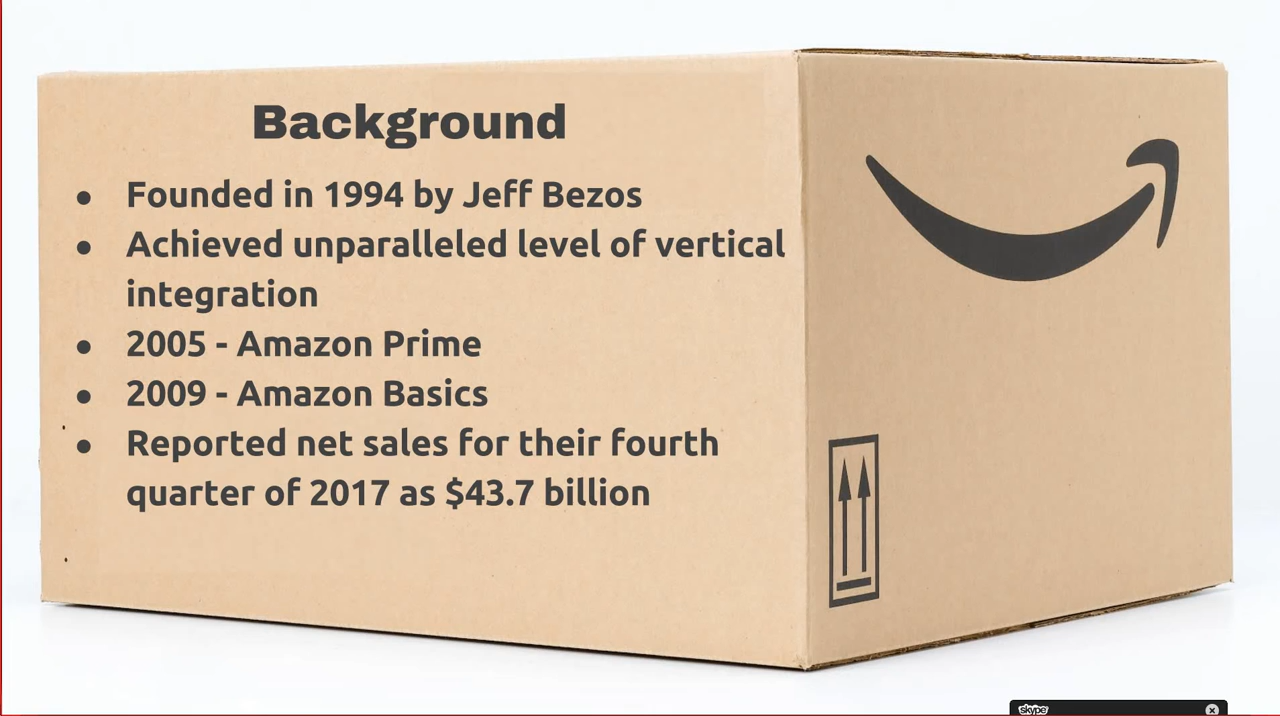 Background
● Founded in 1994 by Jeff Bezos
● Achieved unparalleled level of vertical
integration
● 2005 - Amazon Prime
● 2009 - Amazon Basics
● Reported net sales for their fourth
quarter of 2017 as $43.7 billion
skype